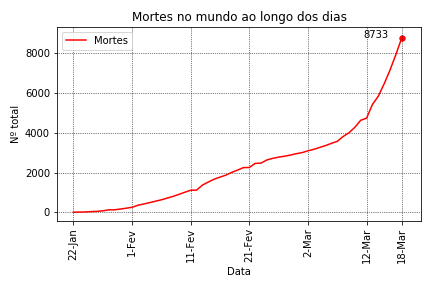 Mortes no mundo ao longo dos dias
8733
Mortes
Nº total
8000
6000
4000
2000
0
22-Jan
1-Fev
11-Fev
21-Fev
2-Mar
12-Mar
18-Mar
Data